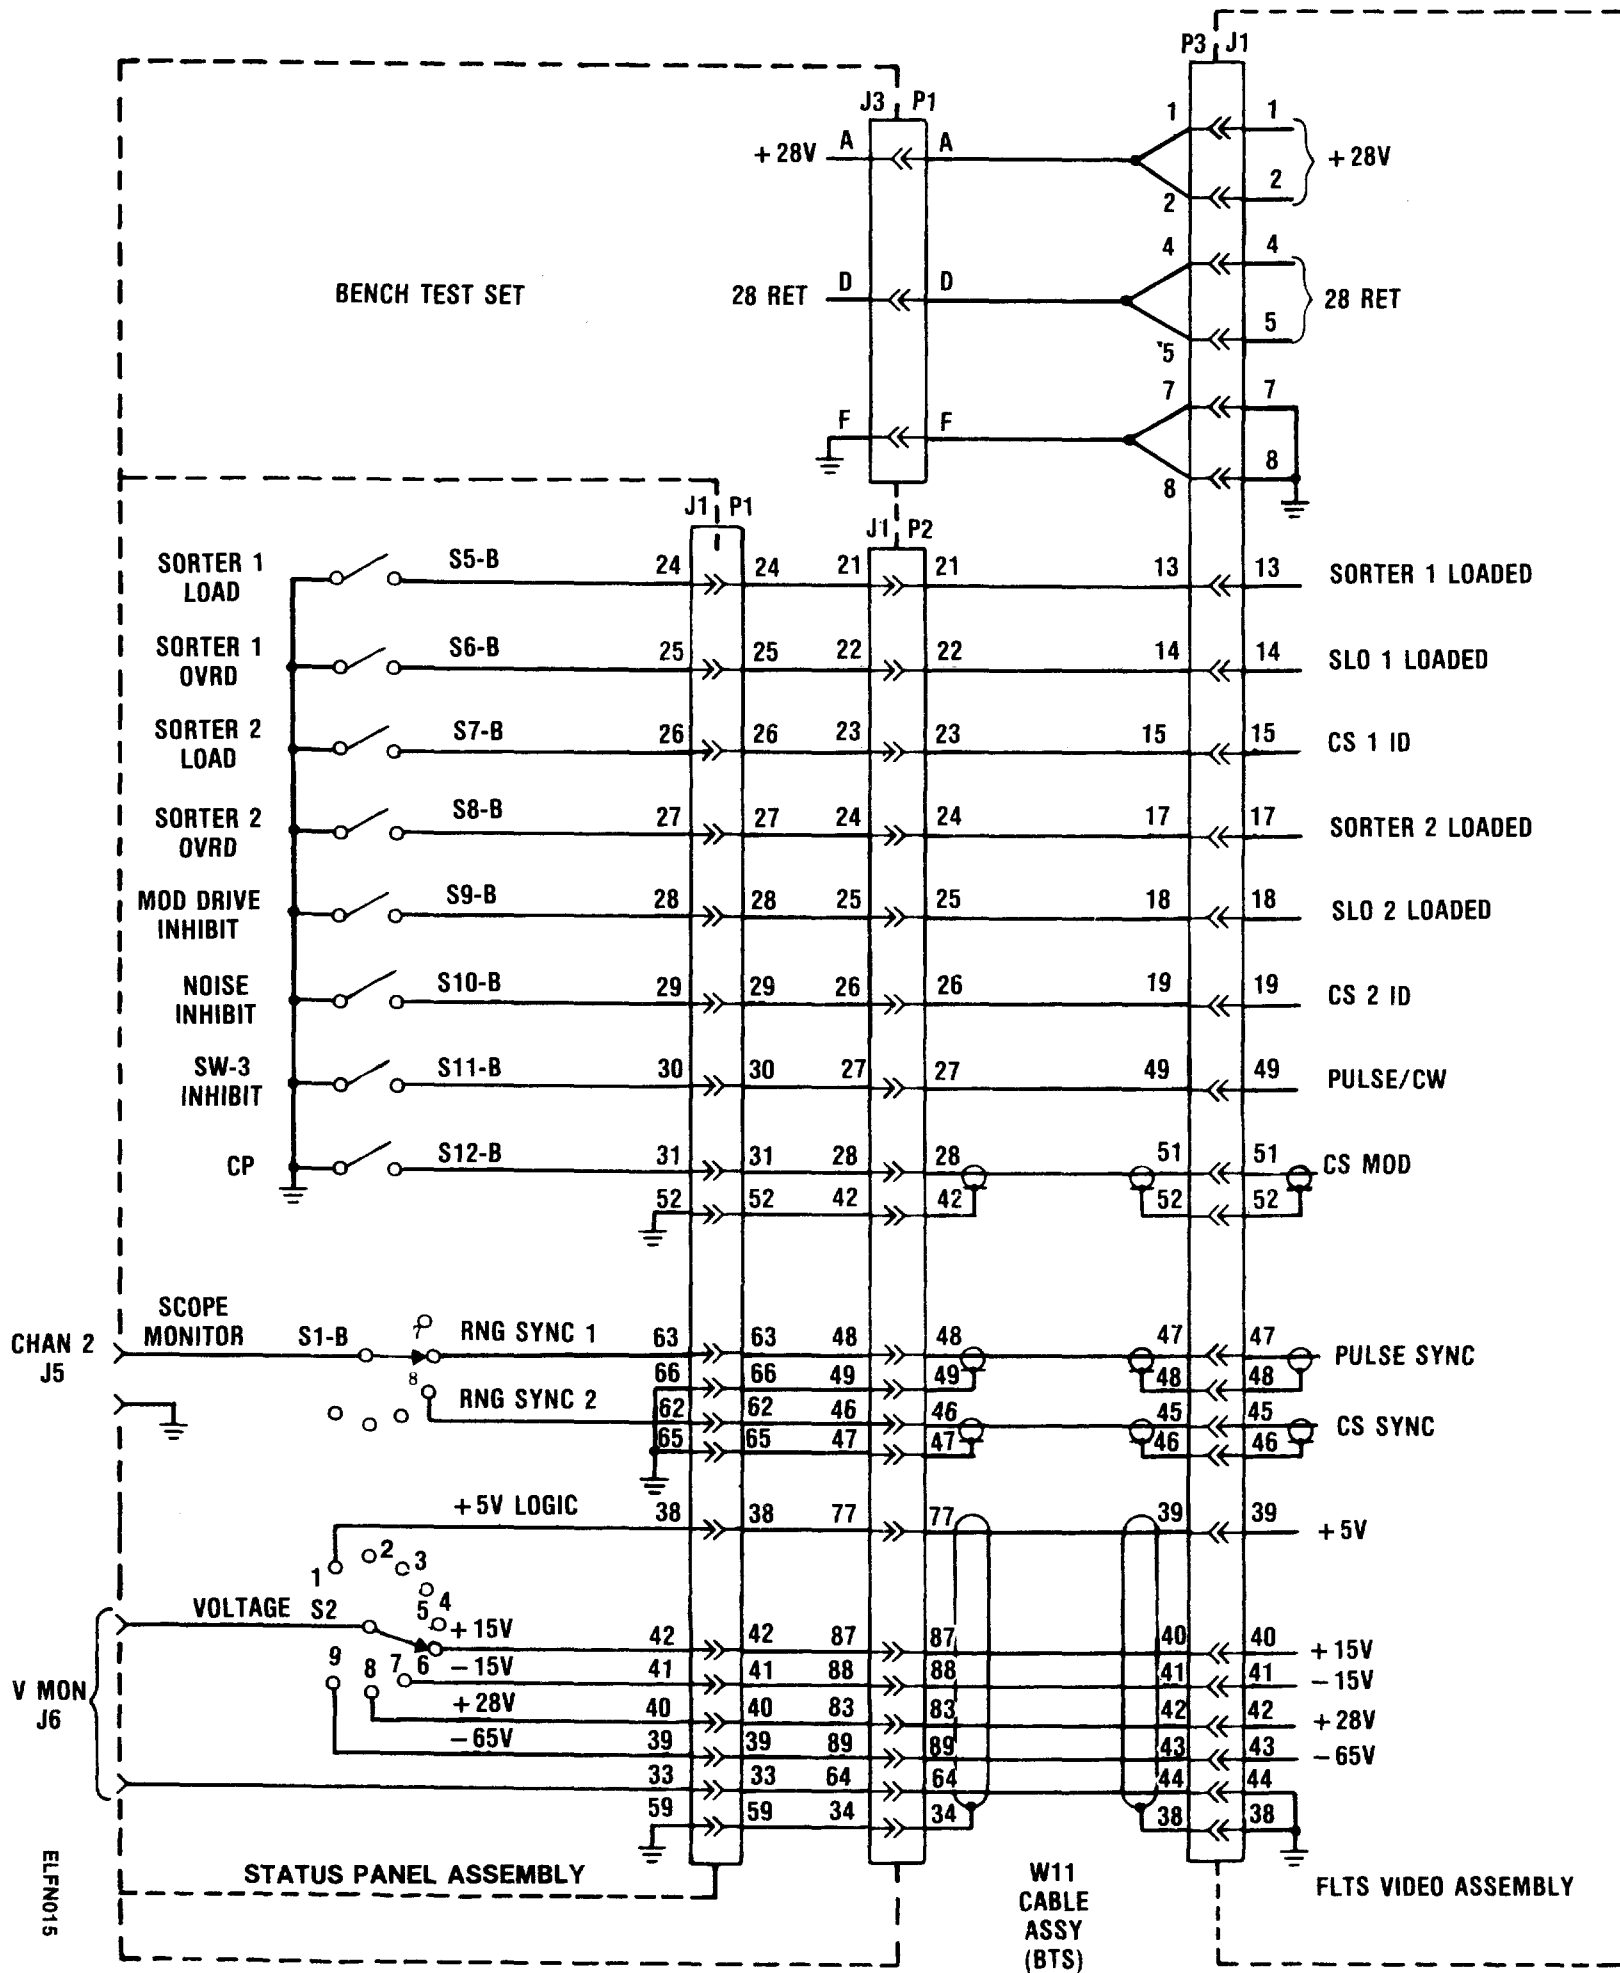 P3 J1
J3 P1
+28V A A 1 1 +28V
2 2
BENCH TEST SET
28 RET D D 4 4 28 RET
5 5
F F 7 7
8 8
J1 P1
J1 P2
SORTER 1 LOAD S5-B 24 24 21 21 13 13 SORTER 1 LOADED
SORTER 1 OVRD S6-B 25 25 22 22 14 14 SLO 1 LOADED
SORTER 2 LOAD S7-B 26 26 23 23 15 15 CS 1 ID
SORTER 2 OVRD S8-B 27 27 24 24 17 17 SORTER 2 LOADED
MOD DRIVE INHIBIT S9-B 28 28 25 25 18 18 SLO 2 LOADED
NOISE INHIBIT S10-B 29 29 26 26 19 19 CS 2 ID
SW-3 INHIBIT S11-B 30 30 27 27 49 49 PULSE/CW
CP S12-B 31 31 28 28 51 51 CS MOD
52 52 42 42 52 52
CHAN 2 J5 SCOPE MONITOR S1-B 7 RNG SYNC 1 63 63 48 48 47 47 PULSE SYNC
66 66 49 49 48 48
8 RNG SYNC 2 62 62 46 46 45 45 CS SYNC
65 65 47 47 46 46
+5V LOGIC 38 38 77 77 39 39 +5V
1 2 3 4 5
VOLTAGE S2
6 +15V 42 42 87 87 40 40 +15V
7 -15V 41 41 88 88 41 41 -15V
V MON J6
8 +28V 40 40 83 83 42 42 +28V
9 -65V 39 39 89 89 43 43 -65V
33 33 64 64 44 44
59 59 34 34 38 38
STATUS PANEL ASSEMBLY
W11
CABLE
ASSY
(BTS)
FLTS VIDEO ASSEMBLY
ELFN015